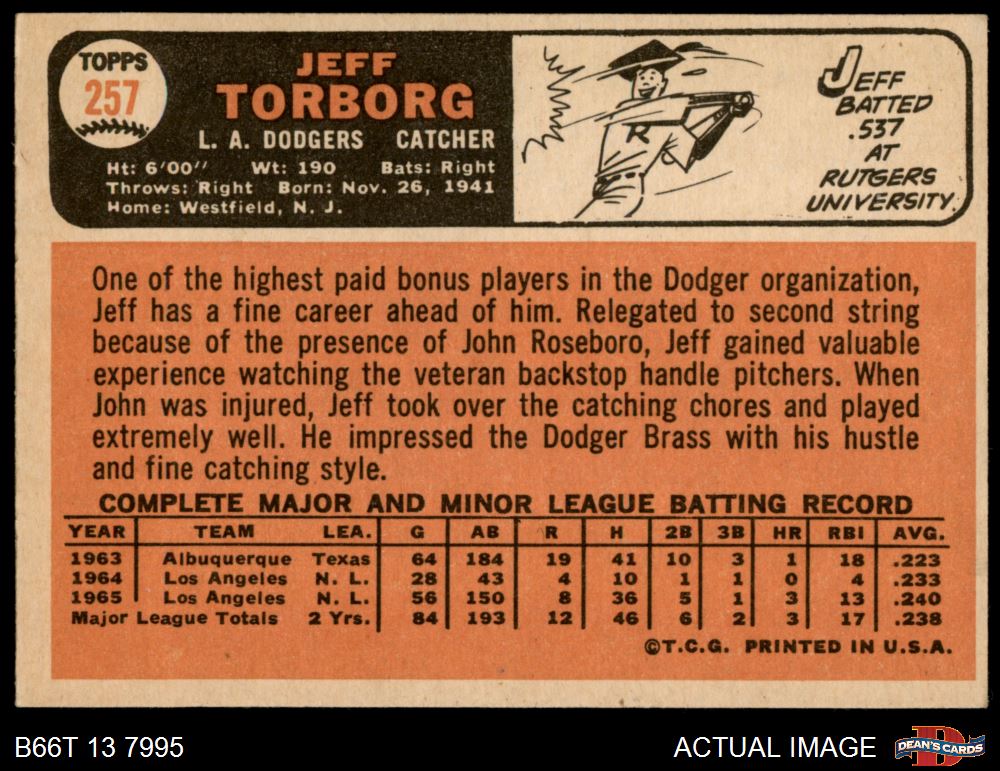 TOPPS
257
JEFF
TORBORG
L. A. DODGERS CATCHER
Ht: 6'00" Wt: 190 Bats: Right
Throws: Right Born: Nov. 26, 1941
Home: Westfield, N. J.
R
JEFF
BATTED
.537
AT
RUTGERS
UNIVERSITY.
One of the highest paid bonus players in the Dodger organization,
Jeff has a fine career ahead of him. Relegated to second string
because of the presence of John Roseboro, Jeff gained valuable
experience watching the veteran backstop handle pitchers. When
John was injured, Jeff took over the catching chores and played
extremely well. He impressed the Dodger Brass with his hustle
and fine catching style.
COMPLETE MAJOR AND MINOR LEAGUE BATTING RECORD
YEAR TEAM LEA. G AB R H 2B 3B HR RBI AVG.
1963 Albuquerque Texas 64 184 19 41 10 3 1 18 .223
1964 Los Angeles N. L. 28 43 4 10 1 1 0 4 .233
1965 Los Angeles N. L. 56 150 8 36 5 1 3 13 .240
Major League Totals 2 Yrs. 84 193 12 46 6 2 3 17 .238
©T.C.G. PRINTED IN U.S.A.
B66T 13 7995 ACTUAL IMAGE
D
DEAN'S CARDS